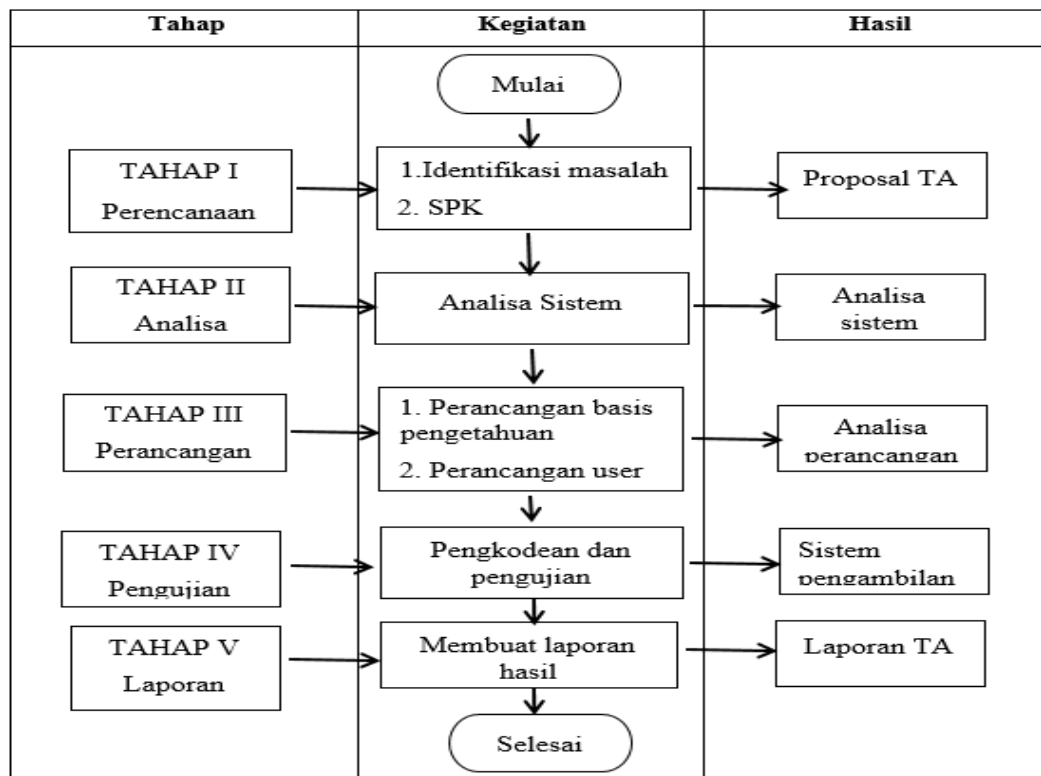 Tahap
Kegiatan
Hasil
Mulai
TAHAP I
Perencanaan
1.Identifikasi masalah
2. SPK
Proposal TA
TAHAP II
Analisa
Analisa Sistem
Analisa
sistem
TAHAP III
Perancangan
1. Perancangan basis
pengetahuan
2. Perancangan user
Analisa
perancangan
TAHAP IV
Pengujian
Pengkodean dan
pengujian
Sistem
pengambilan
TAHAP V
Laporan
Membuat laporan
hasil
Laporan TA
Selesai